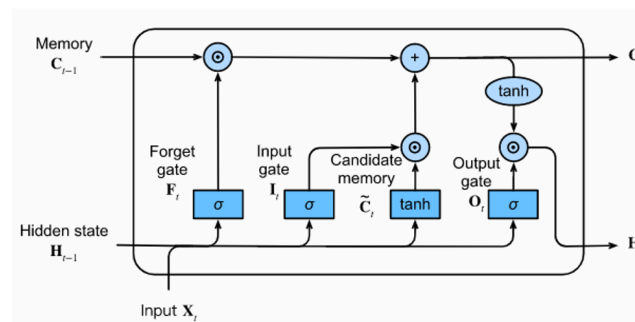 Memory
C_{t−1}
tanh
Forget gate
F_t
Input gate
I_t
Candidate memory
C̃_t
Output gate
O_t
σ
σ
tanh
σ
Hidden state
H_{t−1}
Input X_t